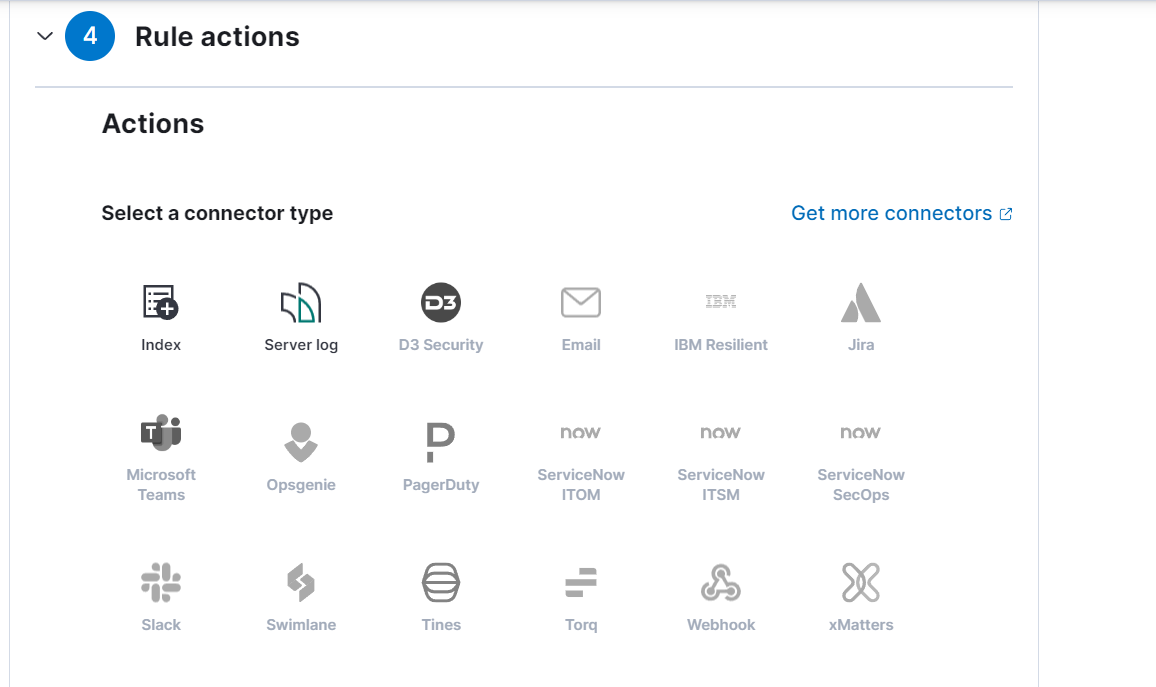 4 Rule actions
Actions
Select a connector type
Get more connectors
Index
Server log
D3
D3 Security
Email
IBM
IBM Resilient
Jira
T
Microsoft
Teams
Opsgenie
PagerDuty
now
ServiceNow
ITOM
now
ServiceNow
ITSM
now
ServiceNow
SecOps
Slack
Swimlane
Tines
Torq
Webhook
xMatters